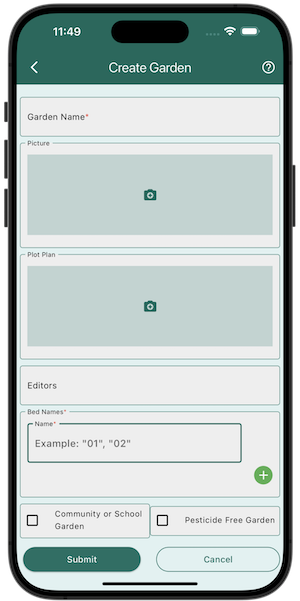 11:49
Create Garden
Garden Name*
Picture
Plot Plan
Editors
Bed Names*
Name*
Example: "01", "02"
Community or School
Garden
Pesticide Free Garden
Submit
Cancel